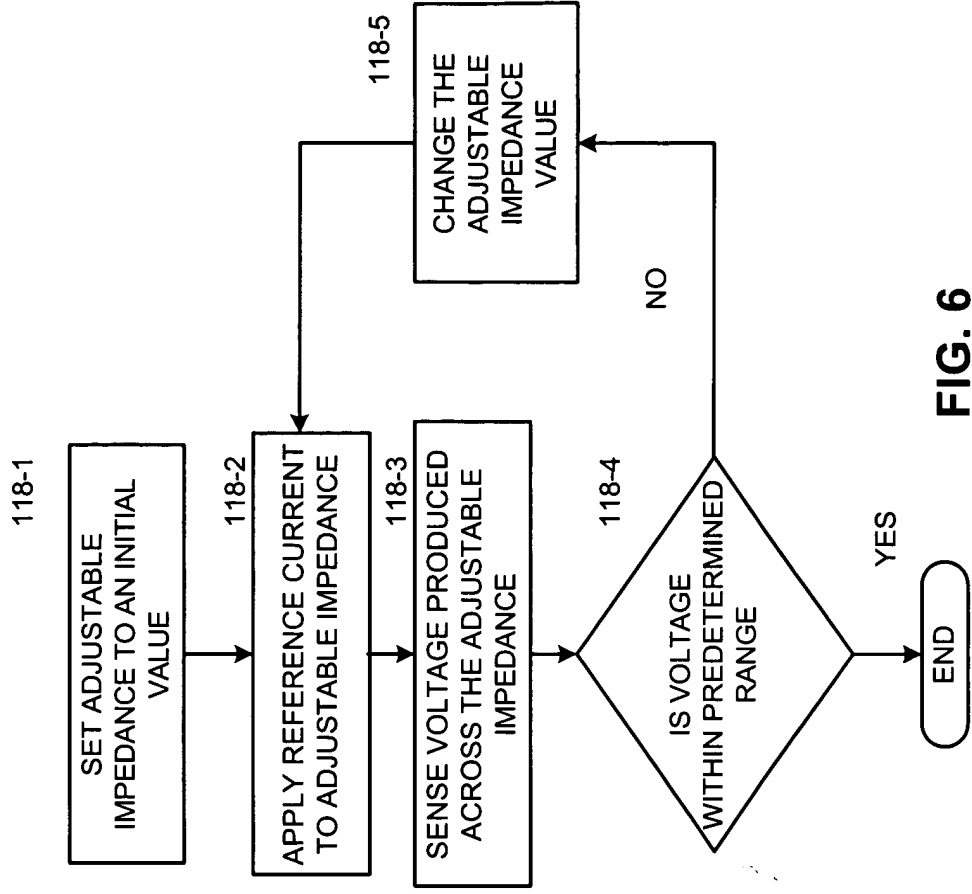 118-1
SET ADJUSTABLE
IMPEDANCE TO AN INITIAL
VALUE
118-2
APPLY REFERENCE CURRENT
TO ADJUSTABLE IMPEDANCE
118-3
SENSE VOLTAGE PRODUCED
ACROSS THE ADJUSTABLE
IMPEDANCE
118-4
IS VOLTAGE
WITHIN PREDETERMINED
RANGE
NO
118-5
CHANGE THE
ADJUSTABLE
IMPEDANCE
VALUE
YES
END
FIG. 6